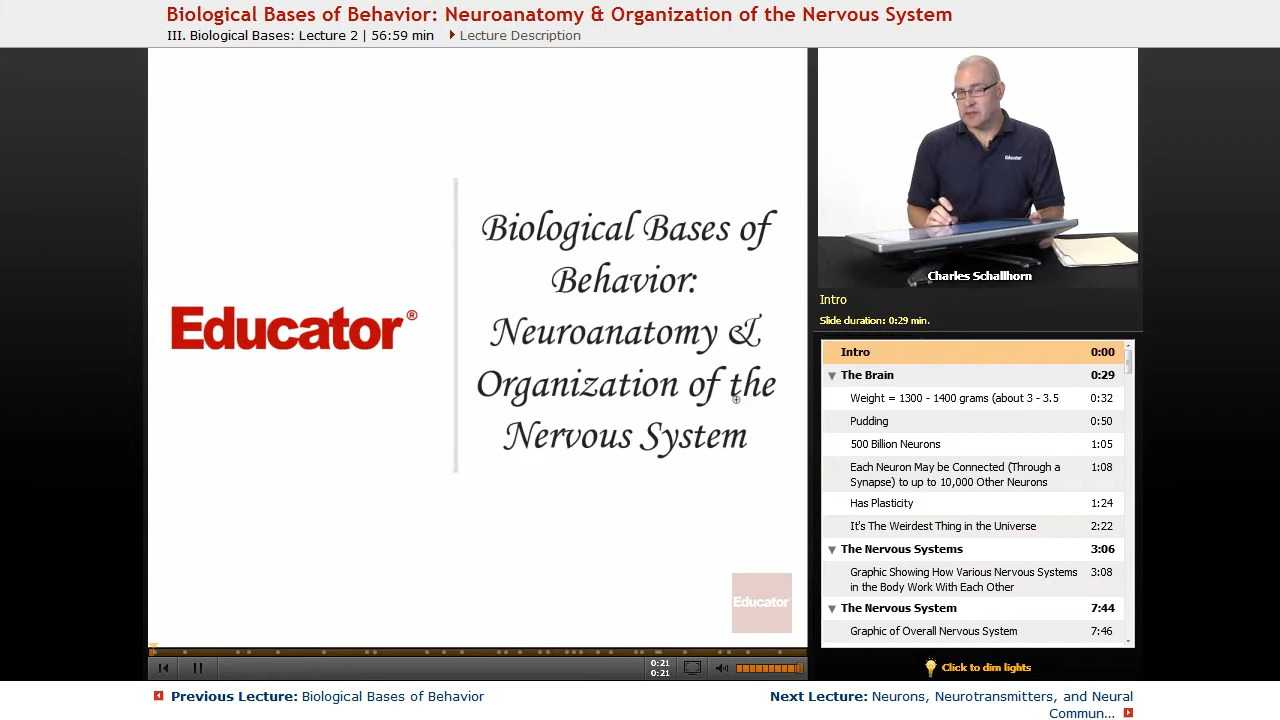 Biological Bases of Behavior: Neuroanatomy & Organization of the Nervous System
III. Biological Bases: Lecture 2 | 56:59 min
Lecture Description
Educator®
Biological Bases of
Behavior:
Neuroanatomy &
Organization of the
Nervous System
Educator
Educator
Charles Schallhorn
Intro
Slide duration: 0:29 min.
Intro 0:00
The Brain 0:29
Weight = 1300 - 1400 grams (about 3 - 3.5 0:32
Pudding 0:50
500 Billion Neurons 1:05
Each Neuron May be Connected (Through a 1:08
Synapse) to up to 10,000 Other Neurons
Has Plasticity 1:24
It's The Weirdest Thing in the Universe 2:22
The Nervous Systems 3:06
Graphic Showing How Various Nervous Systems 3:08
in the Body Work With Each Other
The Nervous System 7:44
Graphic of Overall Nervous System 7:46
0:21
0:21
Click to dim lights
Previous Lecture: Biological Bases of Behavior
Next Lecture: Neurons, Neurotransmitters, and Neural
Commun...